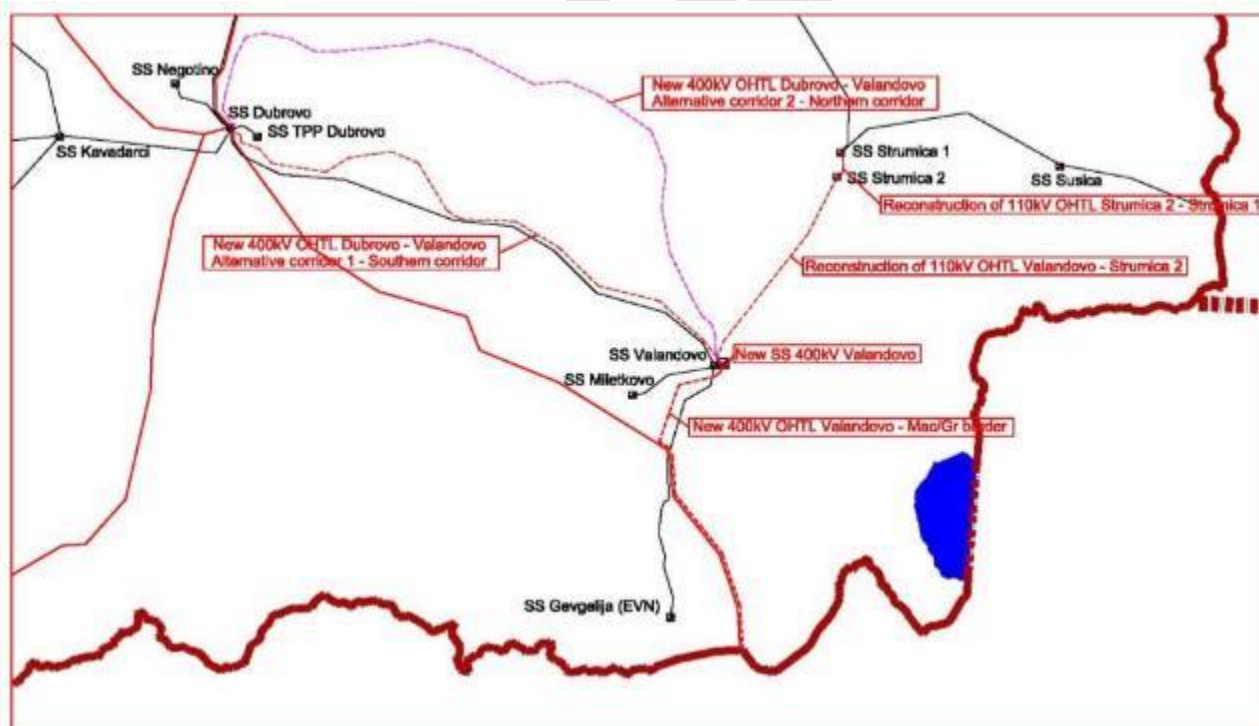 SS Negotino
New 400kV OHTL Dubrovo - Valandovo
Alternative corridor 2 - Northern corridor
SS Dubrovo
SS TPP Dubrovo
SS Kavadarci
SS Strumica 1
SS Strumica 2
SS Susica
Reconstruction of 110kV OHTL Strumica 2 - Strumica 1
New 400kV OHTL Dubrovo - Valandovo
Alternative corridor 1 - Southern corridor
Reconstruction of 110kV OHTL Valandovo - Strumica 2
SS Valandovo
New SS 400kV Valandovo
SS Miletkovo
New 400kV OHTL Valandovo - Mac/Gr border
SS Gevgelija (EVN)